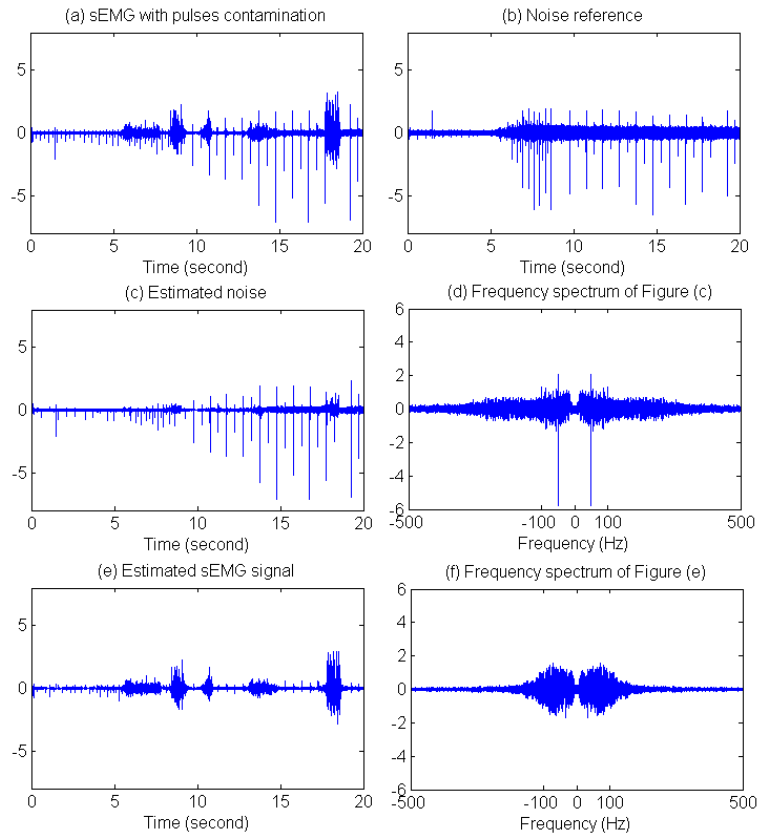 (a) sEMG with pulses contamination
5
0
-5
0 5 10 15 20
Time (second)
(b) Noise reference
5
0
-5
0 5 10 15 20
Time (second)
(c) Estimated noise
5
0
-5
0 5 10 15 20
Time (second)
(d) Frequency spectrum of Figure (c)
6
4
2
0
-2
-4
-6
-500 -100 0 100 500
Frequency (Hz)
(e) Estimated sEMG signal
5
0
-5
0 5 10 15 20
Time (second)
(f) Frequency spectrum of Figure (e)
6
4
2
0
-2
-4
-6
-500 -100 0 100 500
Frequency (Hz)